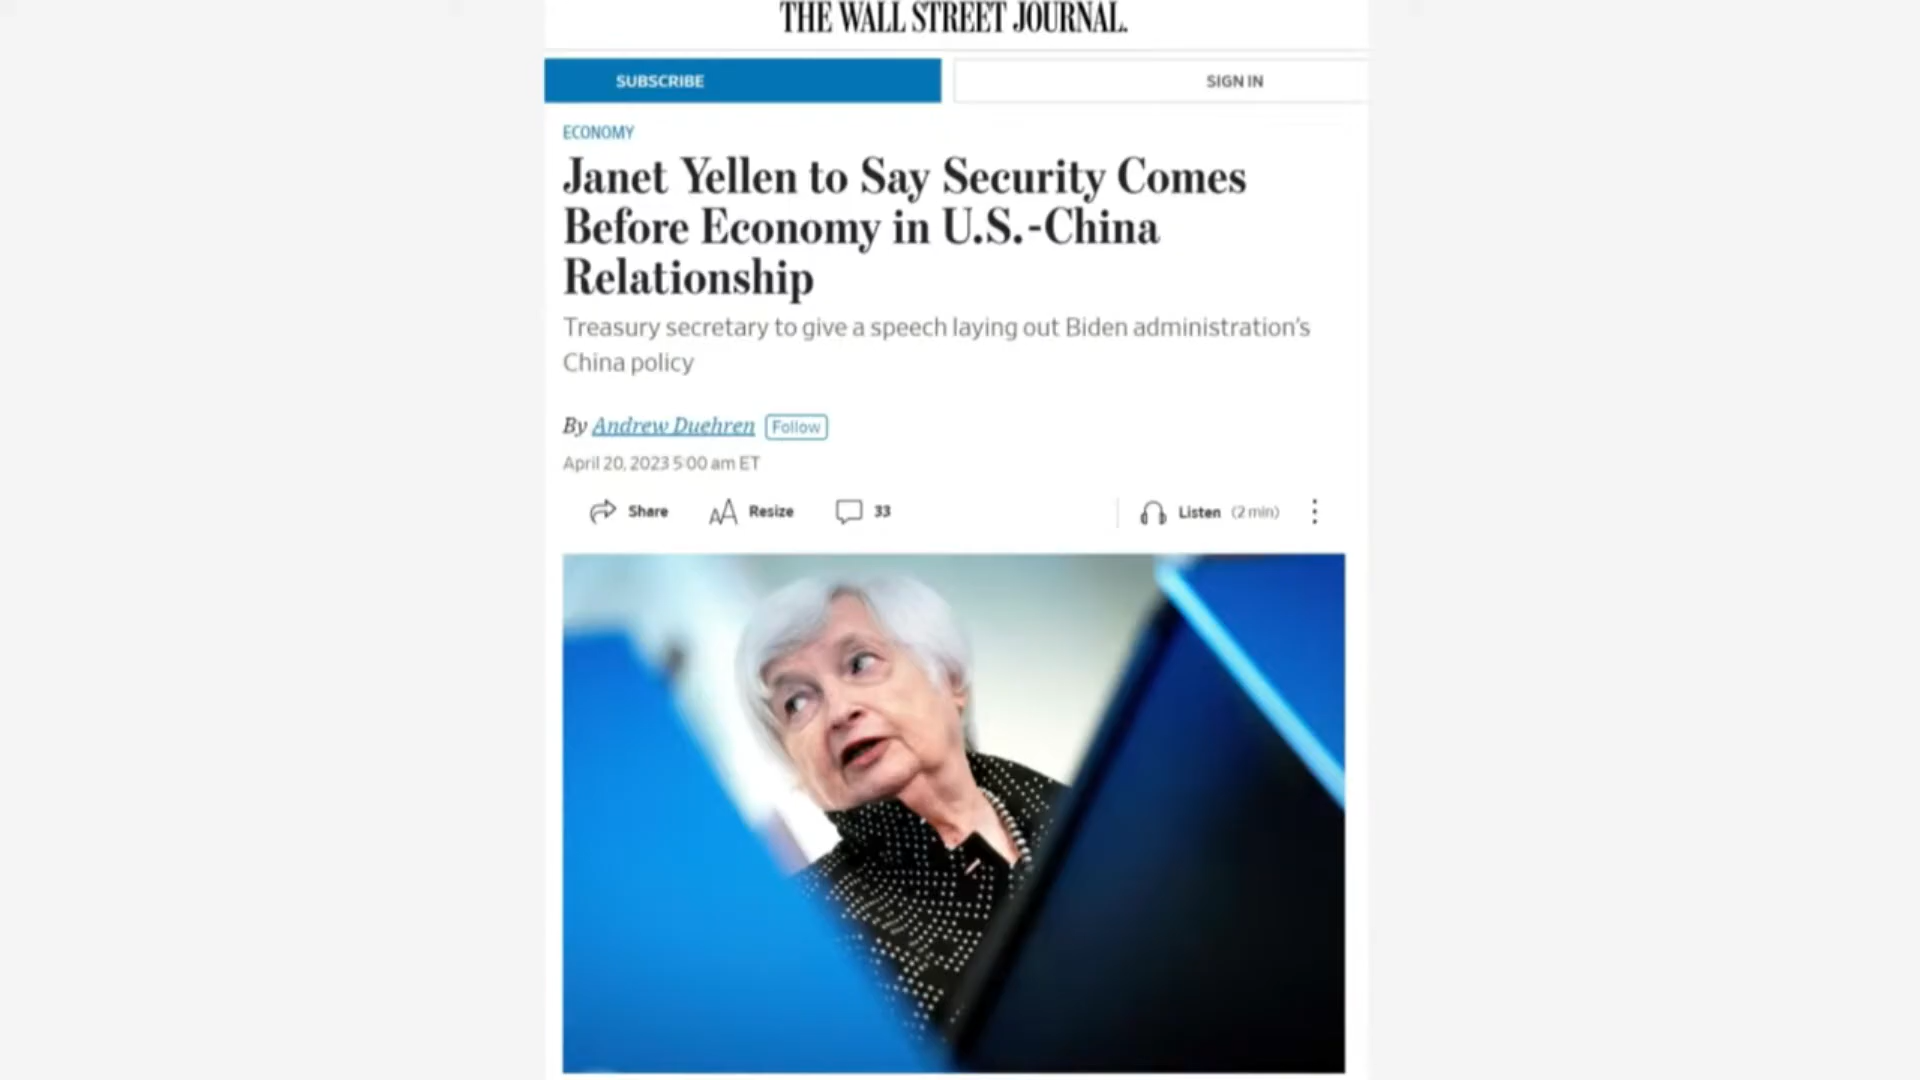 THE WALL STREET JOURNAL.
SUBSCRIBE
SIGN IN
ECONOMY
Janet Yellen to Say Security Comes
Before Economy in U.S.-China
Relationship
Treasury secretary to give a speech laying out Biden administration's
China policy
By Andrew Duehren Follow
April 20, 2023 5:00 am ET
Share
AA Resize
33
Listen (2 min)